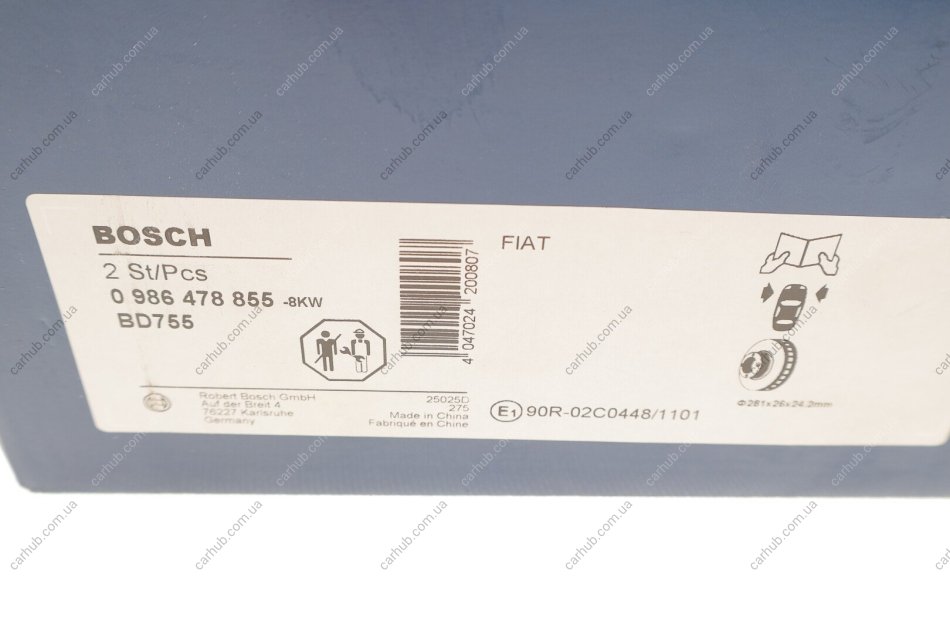 BOSCH
2 St/Pcs
0 986 478 855 -8KW
BD755
Robert Bosch GmbH
Auf der Breit 4
76227 Karlsruhe
Germany
25025D
275
Made in China
Fabriqué en Chine
4 047024 200807
FIAT
E1 90R-02C0448/1101
Φ281x26x24.2mm
carhub.com.ua